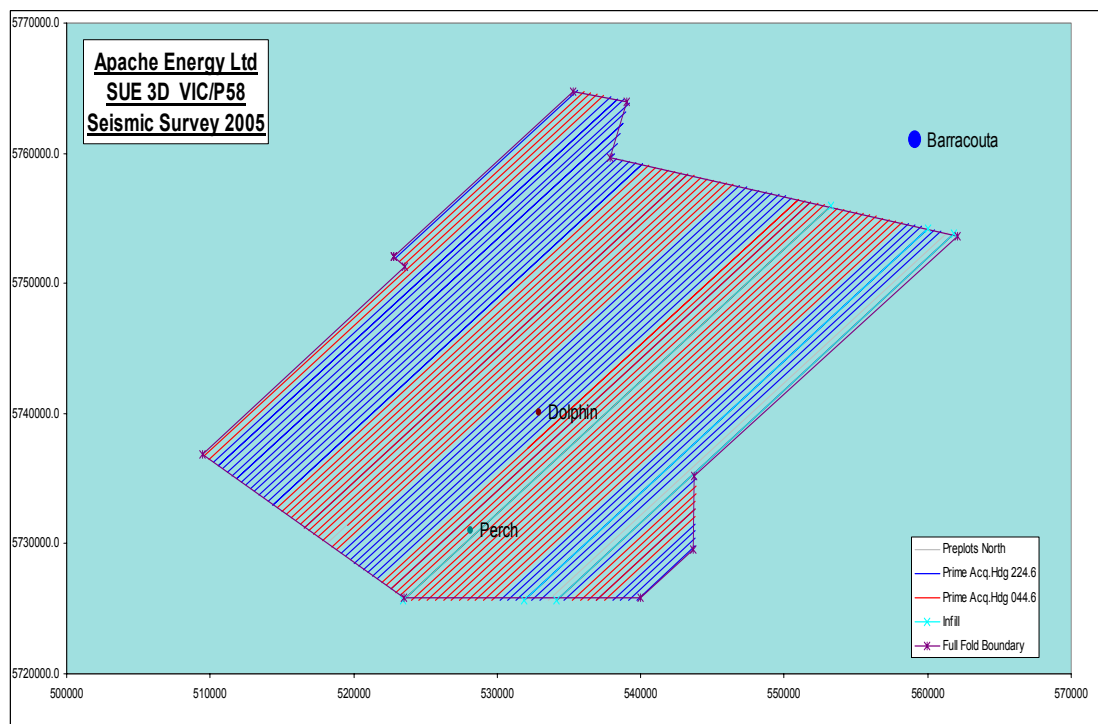 5770000.0
Apache Energy Ltd
SUE 3D VIC/P58
Seismic Survey 2005
5760000.0
Barracouta
5750000.0
5740000.0
Dolphin
Perch
5730000.0
Preplots North
Prime Acq.Hdg 224.6
Prime Acq.Hdg 044.6
Infill
Full Fold Boundary
5720000.0
500000 510000 520000 530000 540000 550000 560000 570000